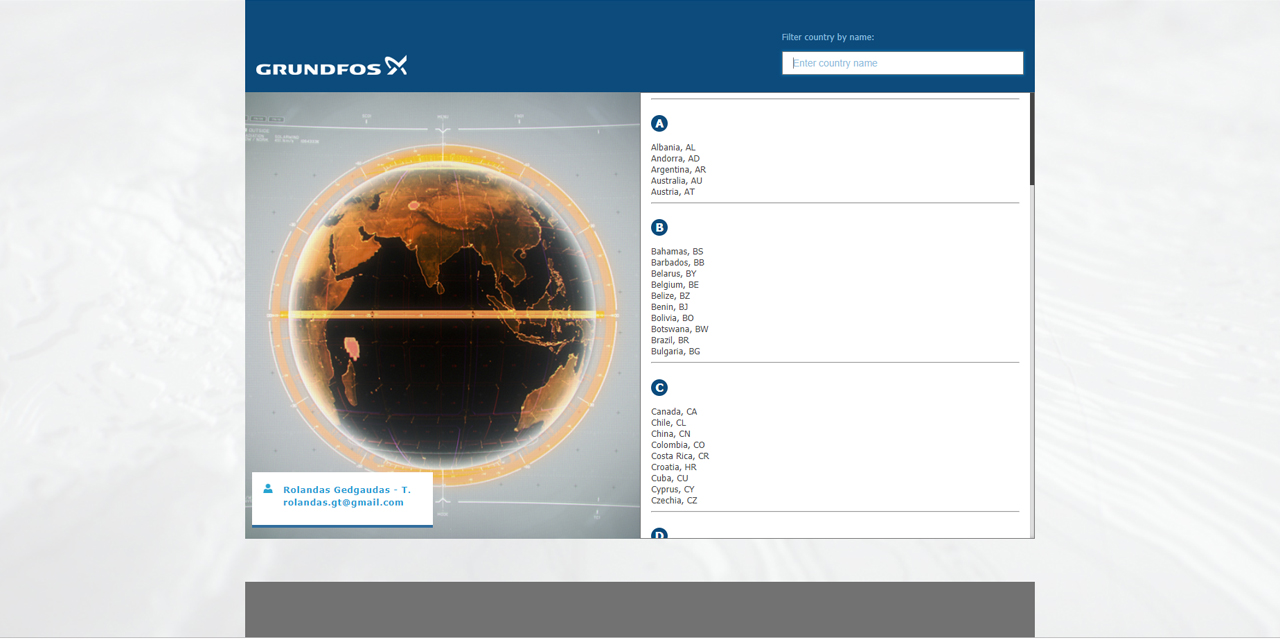 Filter country by name:
GRUNDFOS
Enter country name
A
Albania, AL
Andorra, AD
Argentina, AR
Australia, AU
Austria, AT
B
Bahamas, BS
Barbados, BB
Belarus, BY
Belgium, BE
Belize, BZ
Benin, BJ
Bolivia, BO
Botswana, BW
Brazil, BR
Bulgaria, BG
C
Canada, CA
Chile, CL
China, CN
Colombia, CO
Costa Rica, CR
Croatia, HR
Cuba, CU
Cyprus, CY
Czechia, CZ
D
Rolandas Gedgaudas - T.
rolandas.gt@gmail.com